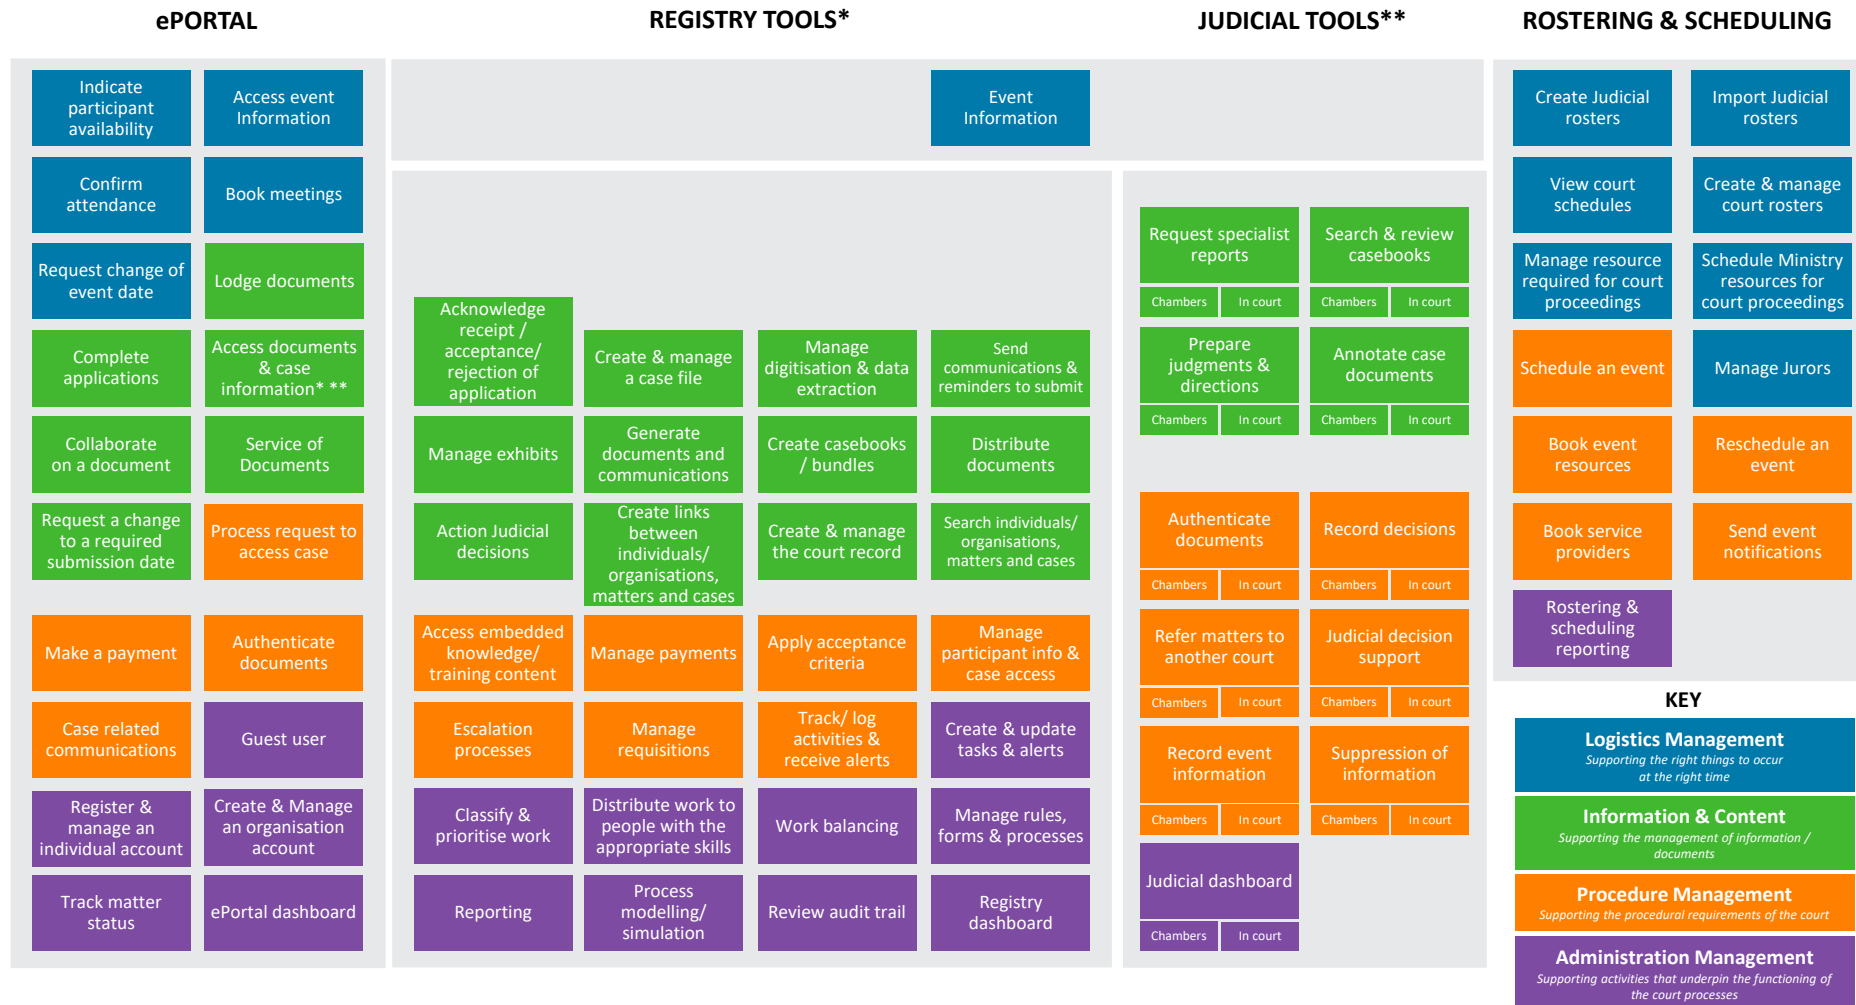 ePORTAL
REGISTRY TOOLS*
JUDICIAL TOOLS**
ROSTERING & SCHEDULING
Indicate
participant
availability
Access event
Information
Confirm
attendance
Book meetings
Request change of
event date
Lodge documents
Complete
applications
Access documents
& case
information* **
Collaborate
on a document
Service of
Documents
Request a change
to a required
submission date
Process request to
access case
Make a payment
Authenticate
documents
Case related
communications
Guest user
Register &
manage an
individual account
Create & Manage
an organisation
account
Track matter
status
ePortal dashboard
Event
Information
Acknowledge
receipt /
acceptance/
rejection of
application
Create & manage
a case file
Manage
digitisation & data
extraction
Send
communications &
reminders to submit
Manage exhibits
Generate
documents and
communications
Create casebooks
/ bundles
Distribute
documents
Action Judicial
decisions
Create links
between
individuals/
organisations,
matters and cases
Create & manage
the court record
Search individuals/
organisations,
matters and cases
Access embedded
knowledge/
training content
Manage payments
Apply acceptance
criteria
Manage
participant info &
case access
Escalation
processes
Manage
requisitions
Track/ log
activities &
receive alerts
Create & update
tasks & alerts
Classify &
prioritise work
Distribute work to
people with the
appropriate skills
Work balancing
Manage rules,
forms & processes
Reporting
Process
modelling/
simulation
Review audit trail
Registry
dashboard
Request specialist
reports
Chambers
In court
Search & review
casebooks
Chambers
In court
Prepare
judgments &
directions
Chambers
In court
Annotate case
documents
Chambers
In court
Authenticate
documents
Chambers
In court
Record decisions
Chambers
In court
Refer matters to
another court
Chambers
In court
Judicial decision
support
Chambers
In court
Record event
information
Chambers
In court
Suppression of
information
Chambers
In court
Judicial dashboard
Chambers
In court
Create Judicial
rosters
Import Judicial
rosters
View court
schedules
Create & manage
court rosters
Manage resource
required for court
proceedings
Schedule Ministry
resources for
court proceedings
Schedule an event
Manage Jurors
Book event
resources
Reschedule an
event
Book service
providers
Send event
notifications
Rostering &
scheduling
reporting
KEY
Logistics Management
Supporting the right things to occur
at the right time
Information & Content
Supporting the management of information /
documents
Procedure Management
Supporting the procedural requirements of the court
Administration Management
Supporting activities that underpin the functioning of
the court processes